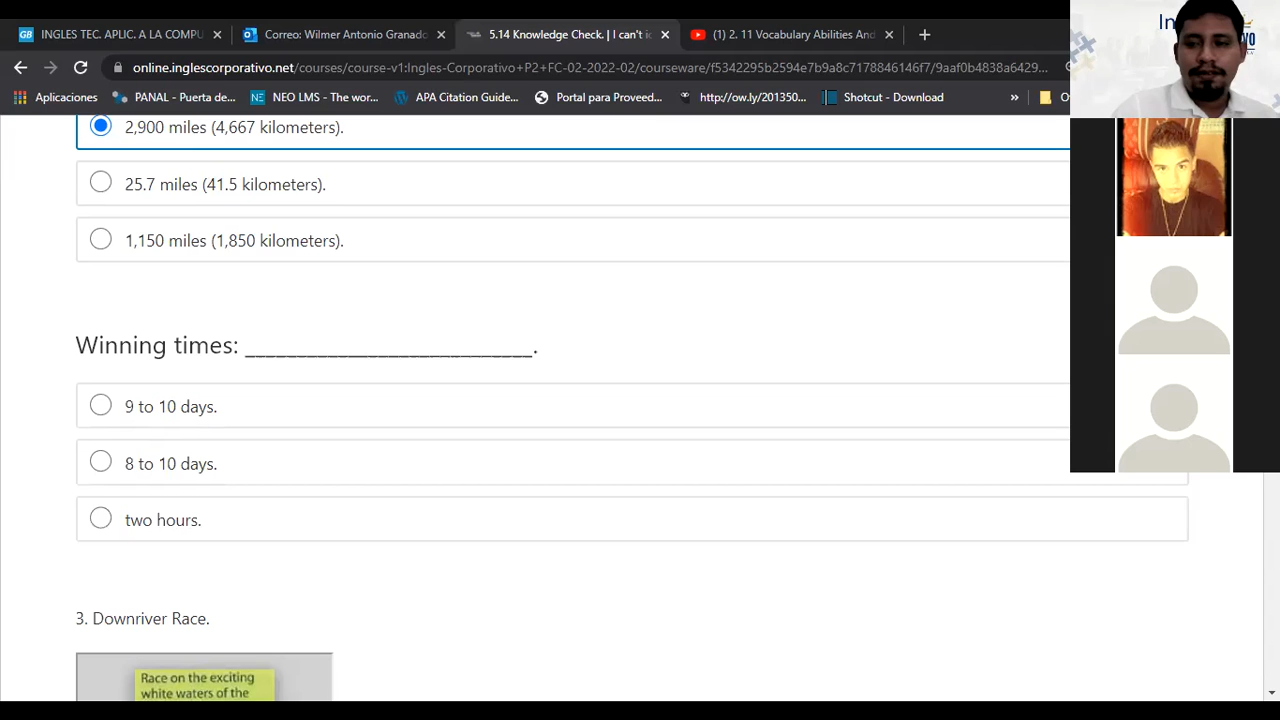 INGLES TEC. APLIC. A LA COMPU
Correo: Wilmer Antonio Granado
5.14 Knowledge Check. | I can't id
(1) 2. 11 Vocabulary Abilities And
online.inglescorporativo.net/courses/course-v1:Ingles-Corporativo+P2+EC-02-2022-02/courseware/f5342295b2594e7b9a8c7178846146f7/9aaf0b4838a6429...
Aplicaciones
PANAL - Puerta de...
NEO LMS - The wor...
APA Citation Guide...
Portal para Proveed...
http://ow.ly/201350...
Shotcut - Download
»
2,900 miles (4,667 kilometers).
25.7 miles (41.5 kilometers).
1,150 miles (1,850 kilometers).
Winning times: ________________________.
9 to 10 days.
8 to 10 days.
two hours.
3. Downriver Race.
Race on the exciting
white waters of the